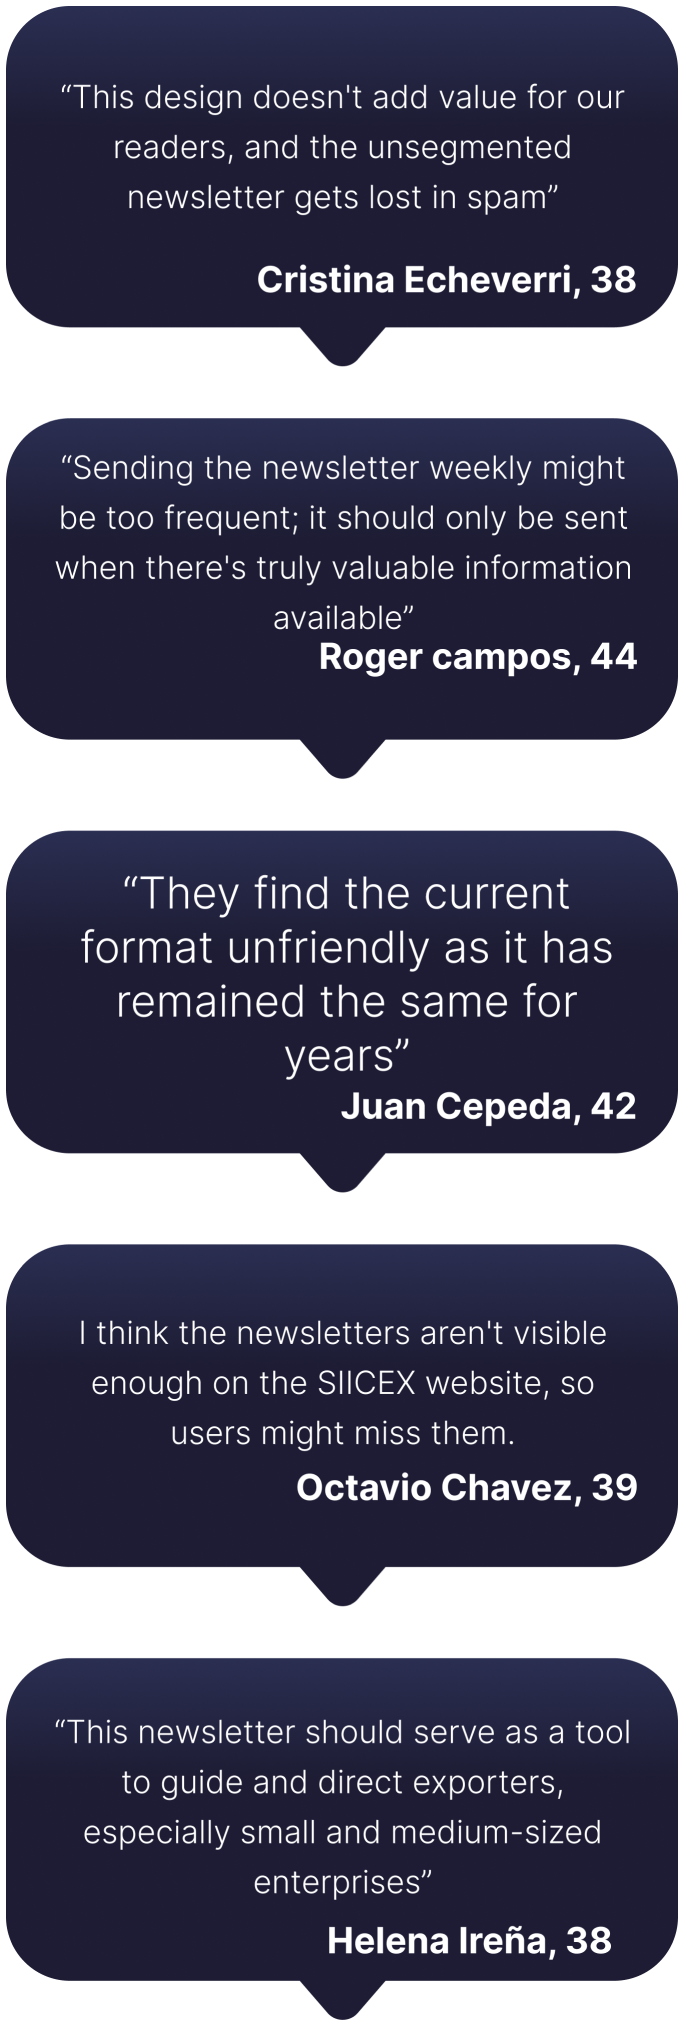 “This design doesn't add value for our
readers, and the unsegmented
newsletter gets lost in spam”
Cristina Echeverri, 38
“Sending the newsletter weekly might
be too frequent; it should only be sent
when there's truly valuable information
available”
Roger campos, 44
“They find the current
format unfriendly as it has
remained the same for
years”
Juan Cepeda, 42
I think the newsletters aren't visible
enough on the SIICEX website, so
users might miss them.
Octavio Chavez, 39
“This newsletter should serve as a tool
to guide and direct exporters,
especially small and medium-sized
enterprises”
Helena Ireña, 38